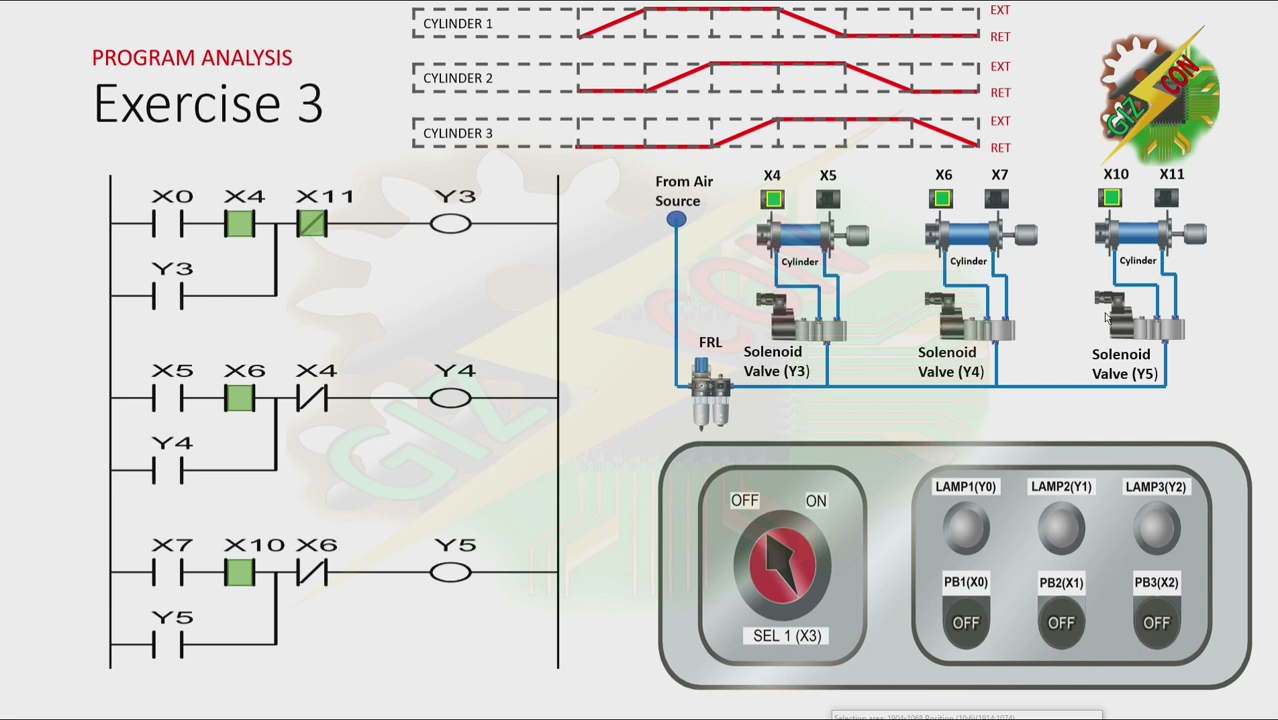 PROGRAM ANALYSIS
Exercise 3
CYLINDER 1
EXT
RET
CYLINDER 2
EXT
RET
CYLINDER 3
EXT
RET
GIZ CON
X0 X4 X11 Y3
Y3
X5 X6 X4 Y4
Y4
X7 X10 X6 Y5
Y5
From Air
Source
X4 X5 X6 X7 X10 X11
Cylinder Cylinder Cylinder
FRL
Solenoid
Valve (Y3)
Solenoid
Valve (Y4)
Solenoid
Valve (Y5)
OFF ON
SEL 1 (X3)
LAMP1(Y0) LAMP2(Y1) LAMP3(Y2)
PB1(X0) PB2(X1) PB3(X2)
OFF OFF OFF